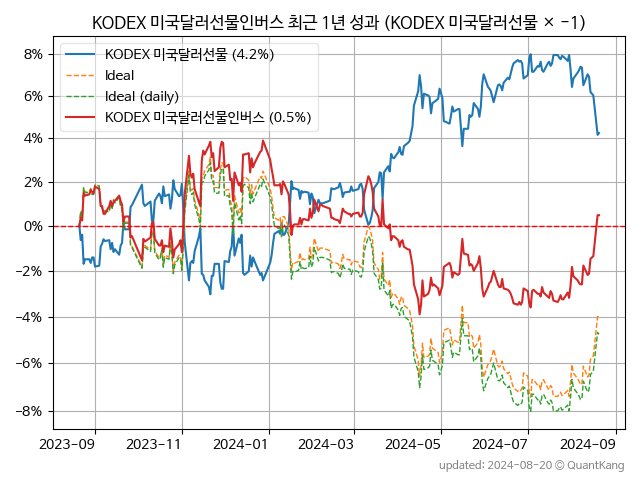 KODEX 미국달러선물인버스 최근 1년 성과 (KODEX 미국달러선물 × −1)
KODEX 미국달러선물 (4.2%)
Ideal
Ideal (daily)
KODEX 미국달러선물인버스 (0.5%)
8%
6%
4%
2%
0%
−2%
−4%
−6%
−8%
2023-09
2023-11
2024-01
2024-03
2024-05
2024-07
2024-09
updated: 2024-08-20 © QuantKang